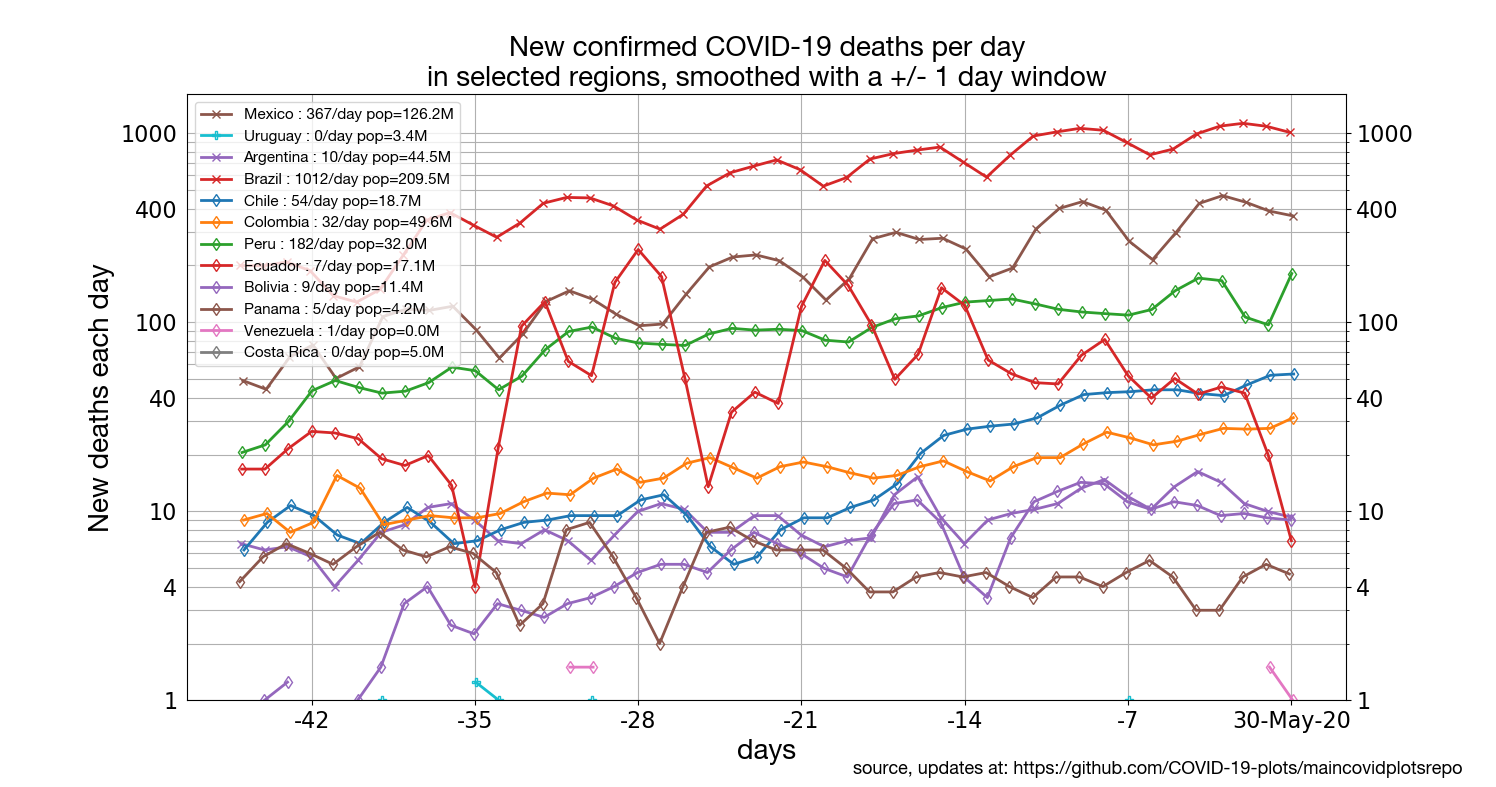 New confirmed COVID-19 deaths per day
in selected regions, smoothed with a +/- 1 day window
Mexico : 367/day pop=126.2M
Uruguay : 0/day pop=3.4M
Argentina : 10/day pop=44.5M
Brazil : 1012/day pop=209.5M
Chile : 54/day pop=18.7M
Colombia : 32/day pop=49.6M
Peru : 182/day pop=32.0M
Ecuador : 7/day pop=17.1M
Bolivia : 9/day pop=11.4M
Panama : 5/day pop=4.2M
Venezuela : 1/day pop=0.0M
Costa Rica : 0/day pop=5.0M
New deaths each day
1000
400
100
40
10
4
1
1000
400
100
40
10
4
1
-42 -35 -28 -21 -14 -7 30-May-20
days
source, updates at: https://github.com/COVID-19-plots/maincovidplotsrepo